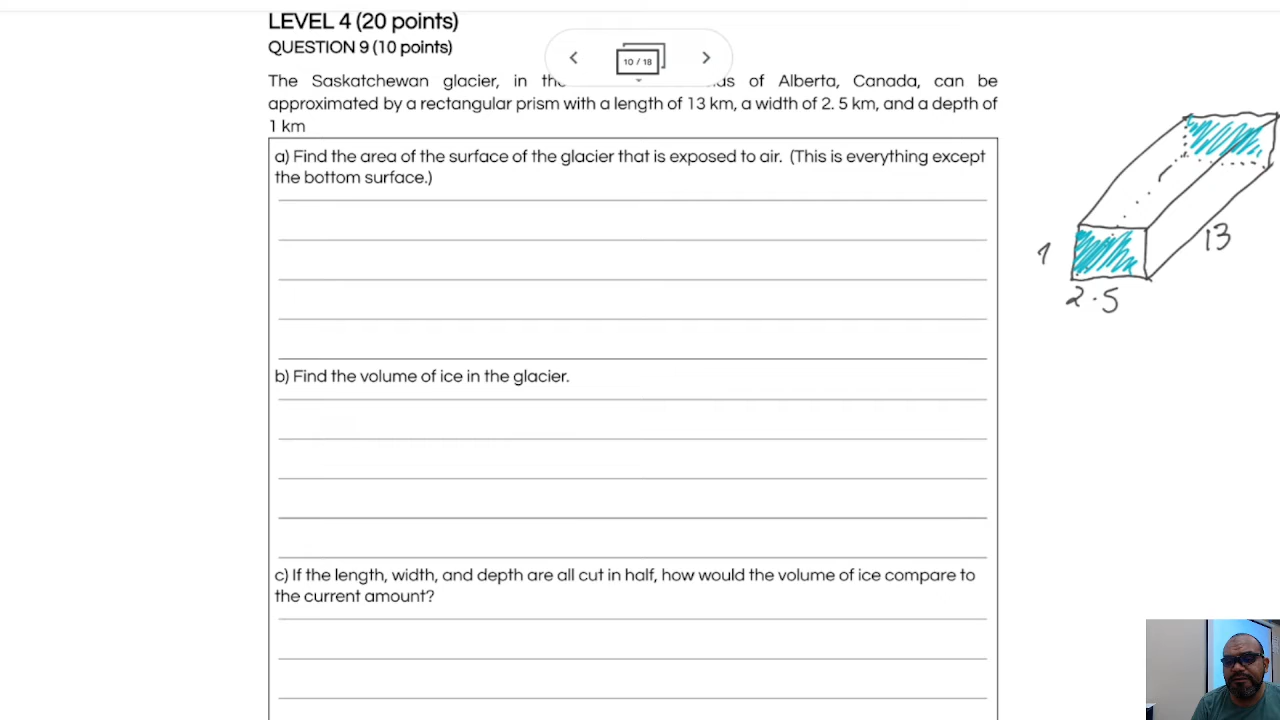 LEVEL 4 (20 points)
QUESTION 9 (10 points)
10 / 18
The Saskatchewan glacier, in of Alberta, Canada, can be
approximated by a rectangular prism with a length of 13 km, a width of 2. 5 km, and a depth of
1 km
a) Find the area of the surface of the glacier that is exposed to air. (This is everything except
the bottom surface.)
b) Find the volume of ice in the glacier.
c) If the length, width, and depth are all cut in half, how would the volume of ice compare to
the current amount?
1
13
2.5